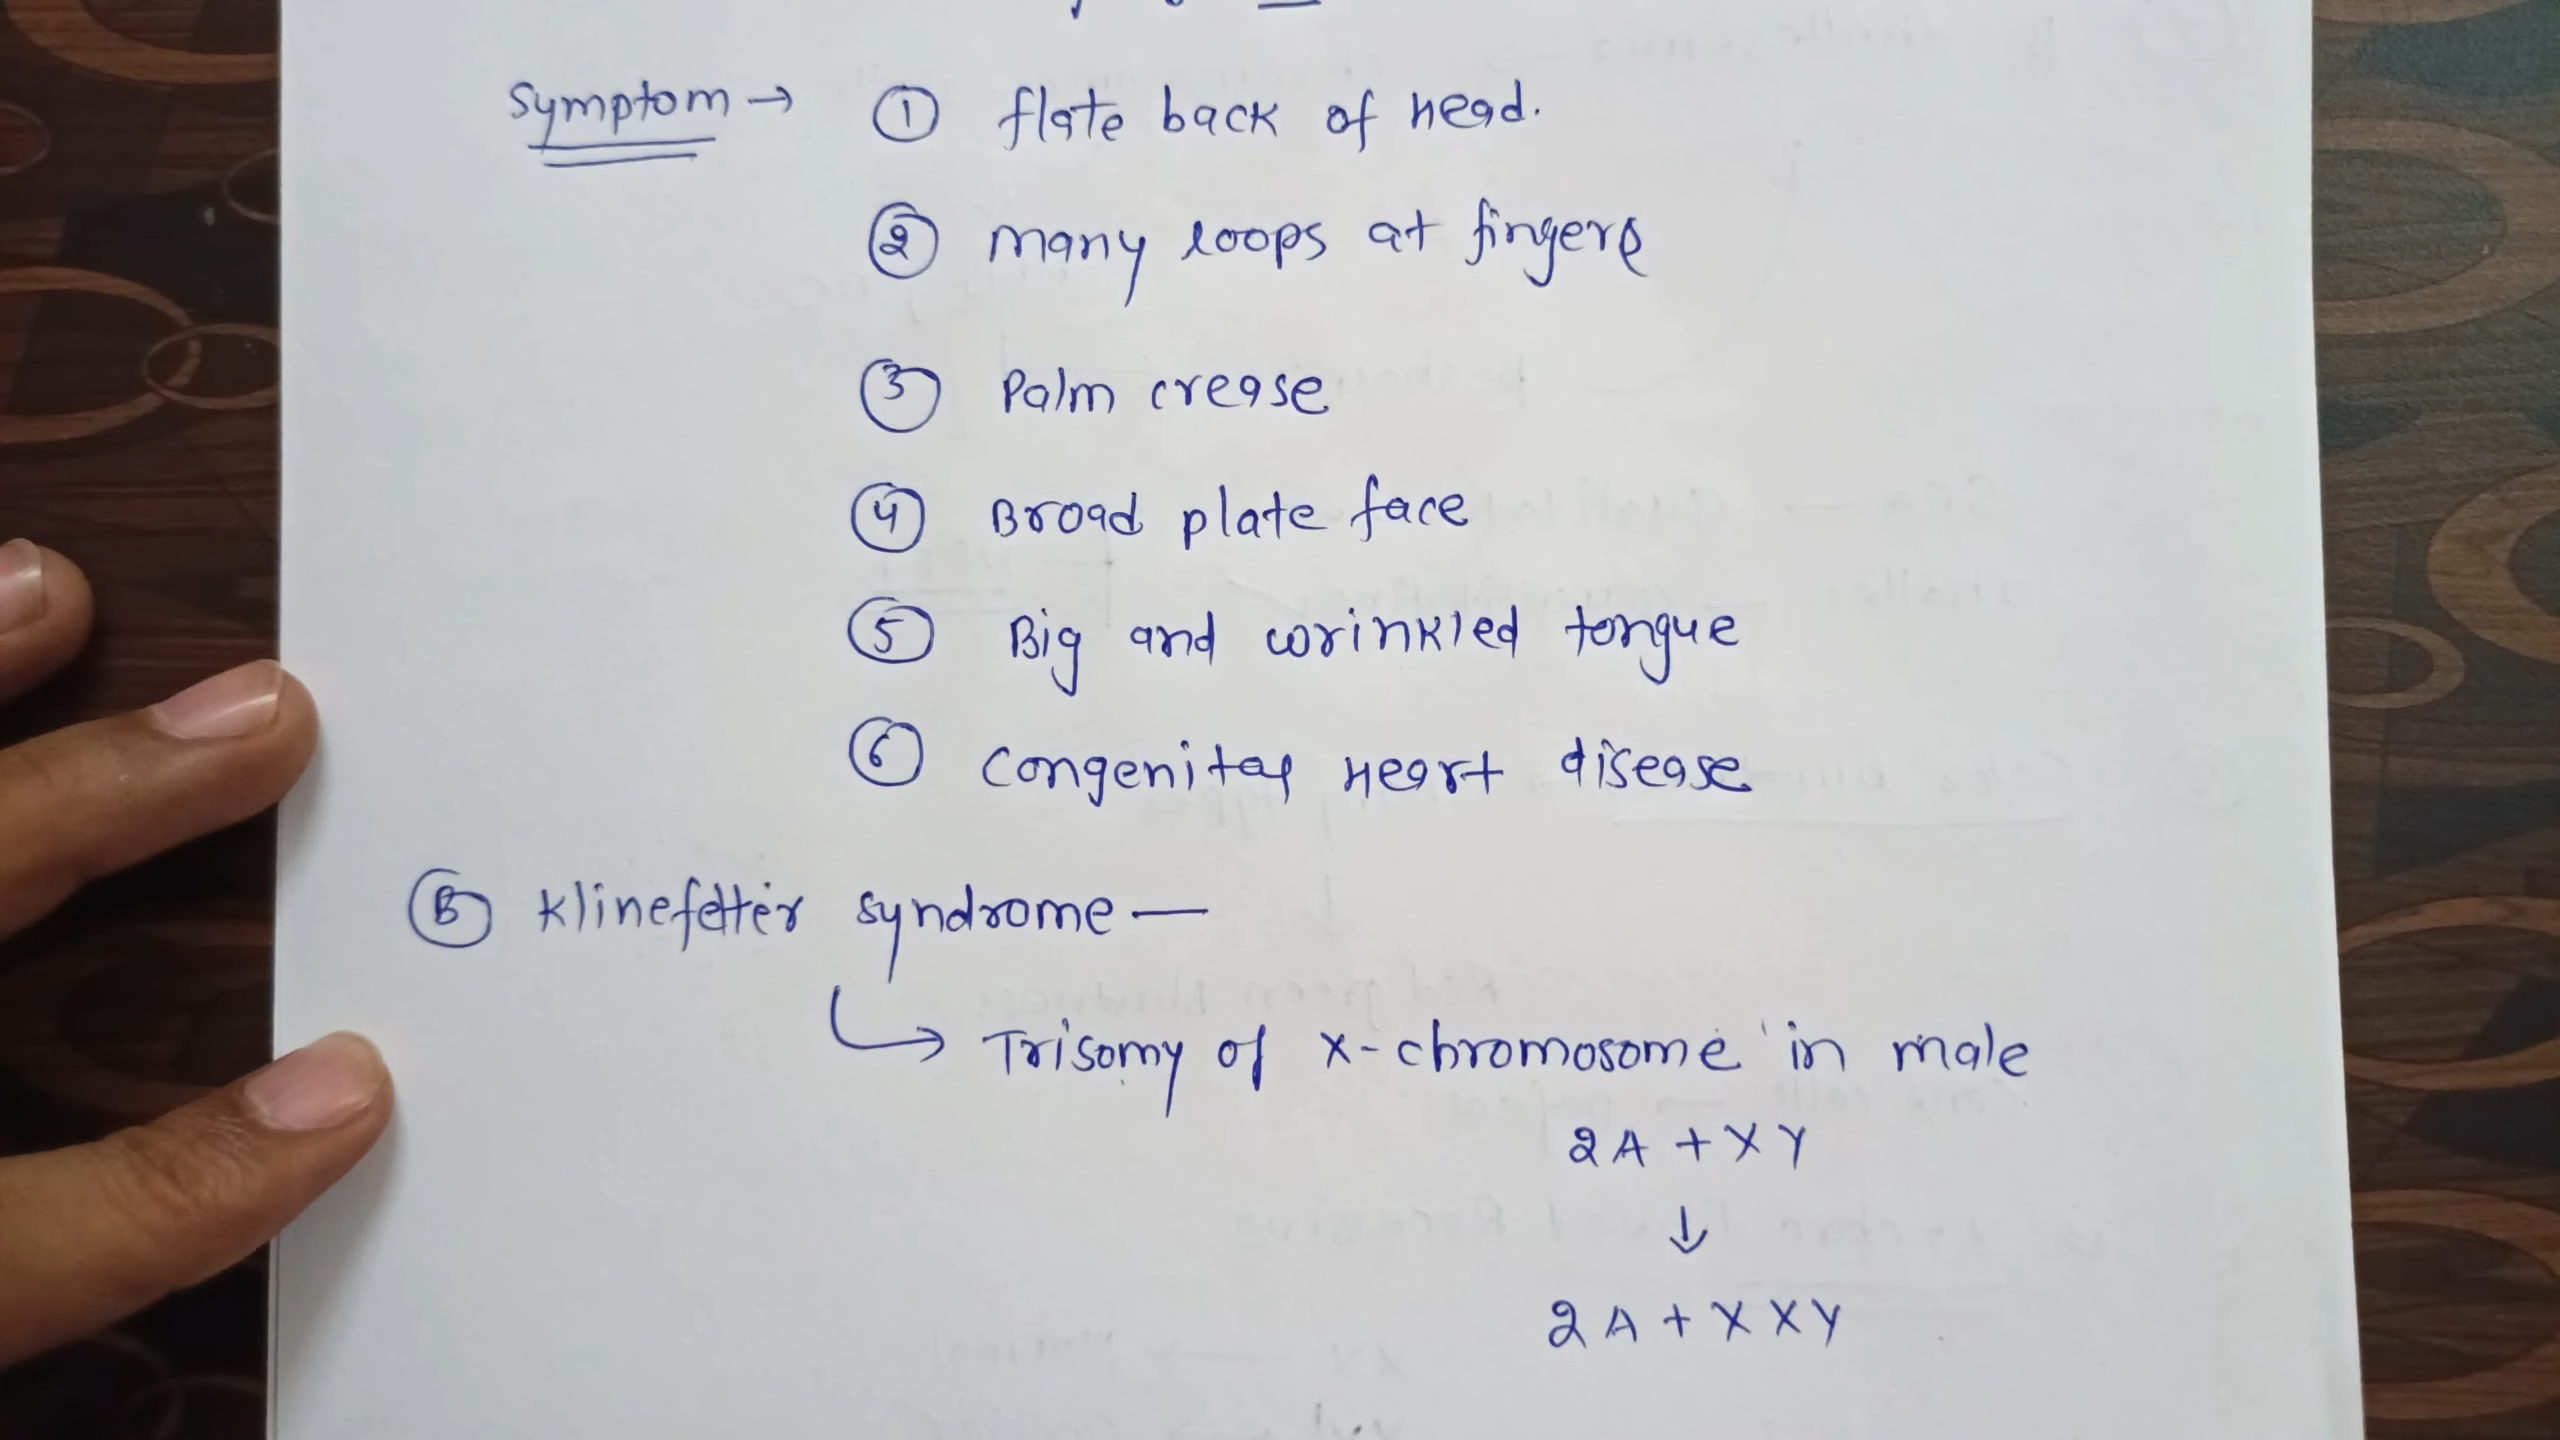 Symptom → ① flate back of head.
② many loops at fingers
③ Palm crease
④ Broad plate face
⑤ Big and wrinkled tongue
⑥ Congenital heart disease
Ⓑ Klinefelter syndrome —
↳ Trisomy of x-chromosome in male
2A + XY
↓
2A + XXY